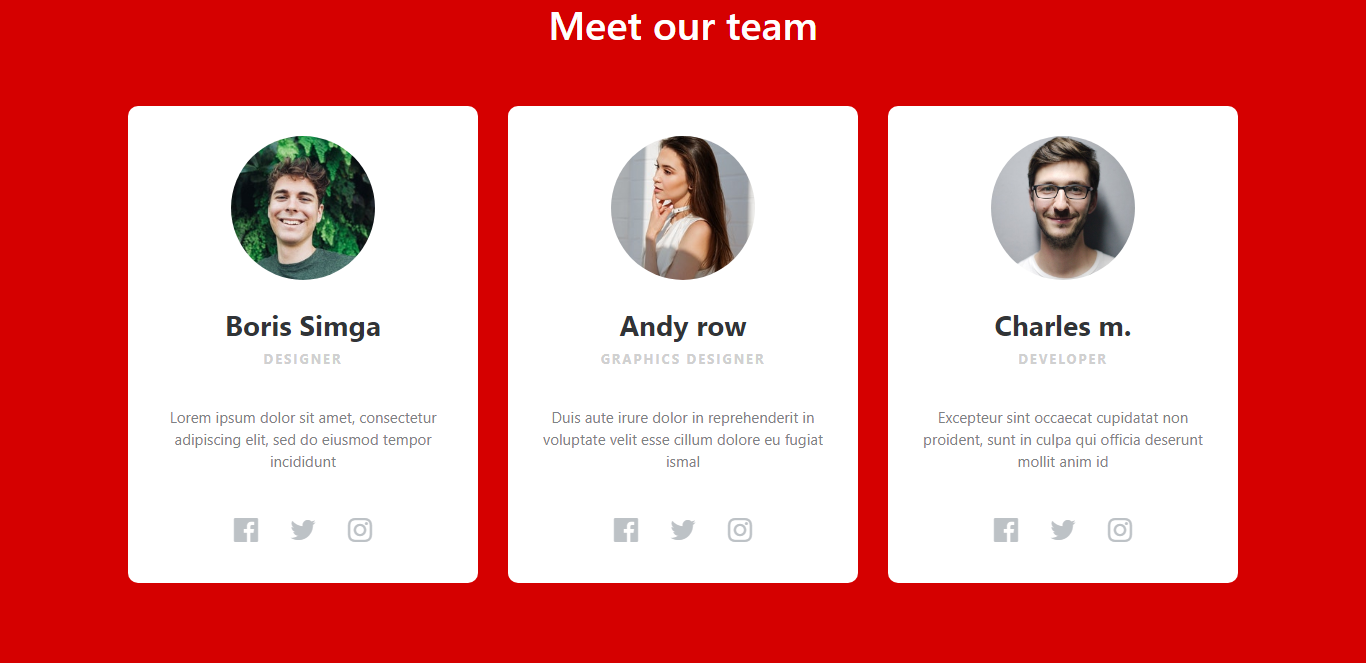 Meet our team
Boris Simga
DESIGNER
Lorem ipsum dolor sit amet, consectetur
adipiscing elit, sed do eiusmod tempor
incididunt
Andy row
GRAPHICS DESIGNER
Duis aute irure dolor in reprehenderit in
voluptate velit esse cillum dolore eu fugiat
ismal
Charles m.
DEVELOPER
Excepteur sint occaecat cupidatat non
proident, sunt in culpa qui officia deserunt
mollit anim id